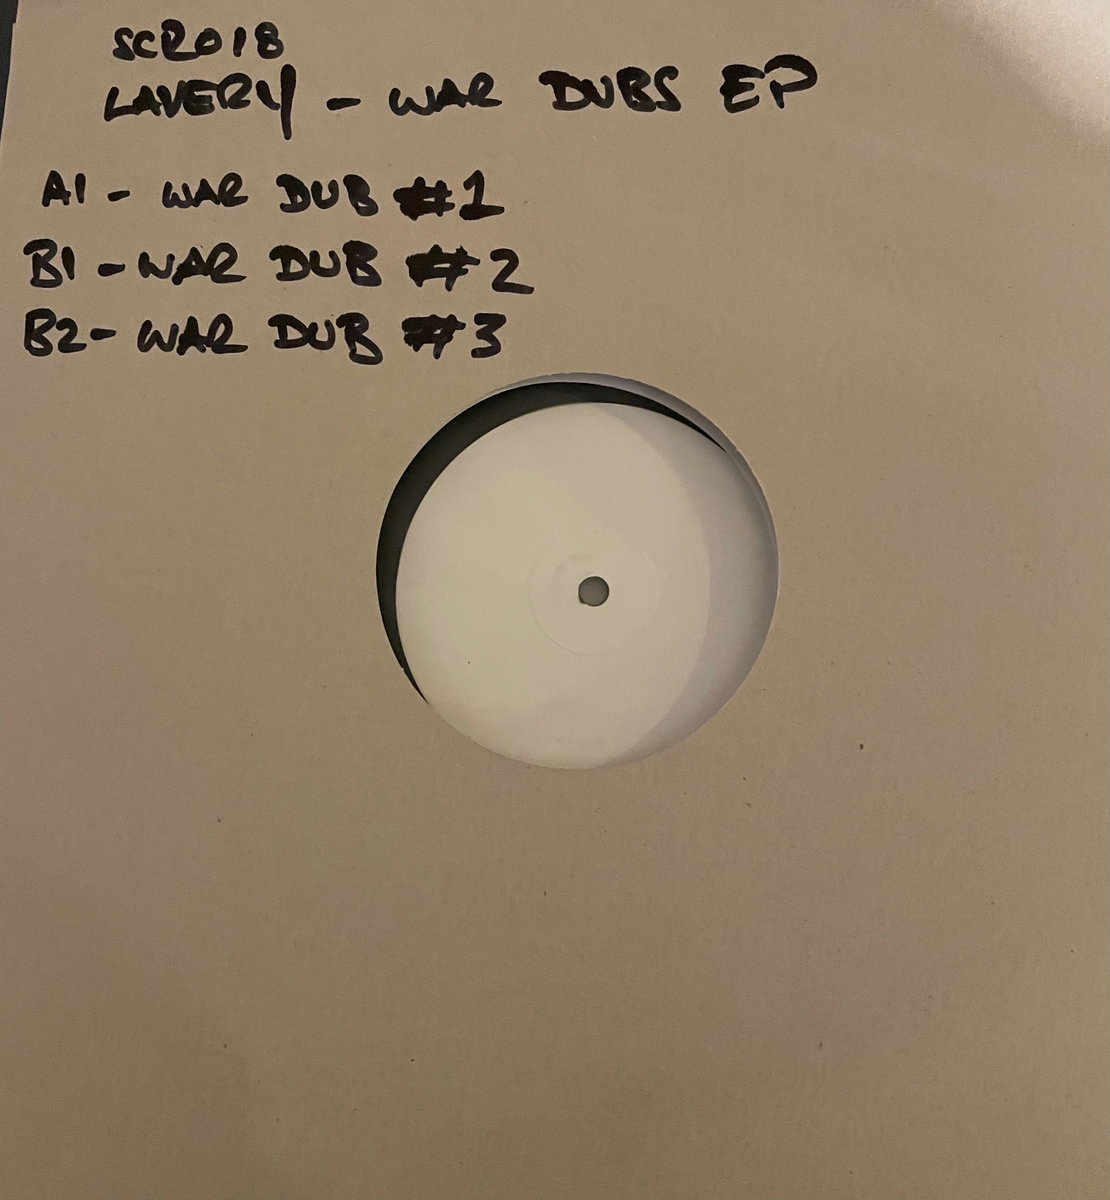 SCR018
LAVERY - WAR DUBS EP
A1 - WAR DUB #1
B1 - WAR DUB #2
B2 - WAR DUB #3